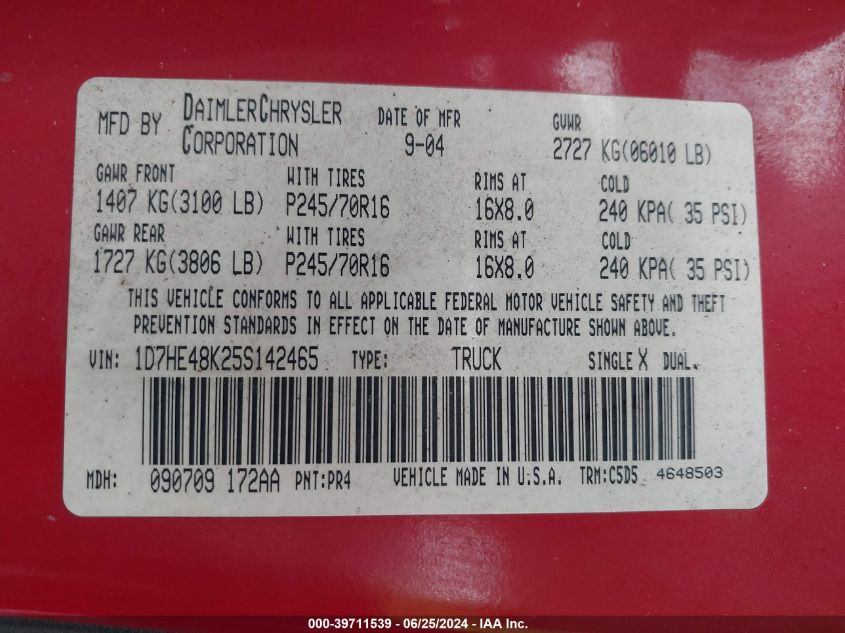 MFD BY DAIMLERCHRYSLER CORPORATION DATE OF MFR 9-04 GVWR 2727 KG(06010 LB)
GAWR FRONT WITH TIRES RIMS AT COLD
1407 KG(3100 LB) P245/70R16 16X8.0 240 KPA( 35 PSI)
GAWR REAR WITH TIRES RIMS AT COLD
1727 KG(3806 LB) P245/70R16 16X8.0 240 KPA( 35 PSI)
THIS VEHICLE CONFORMS TO ALL APPLICABLE FEDERAL MOTOR VEHICLE SAFETY AND THEFT
PREVENTION STANDARDS IN EFFECT ON THE DATE OF MANUFACTURE SHOWN ABOVE.
VIN: 1D7HE48K25S142465 TYPE: TRUCK SINGLE X DUAL.
MDH: 090709 172AA PNT:PR4 VEHICLE MADE IN U.S.A. TRM:C5D5 4648503
000-39711539 - 06/25/2024 - IAA Inc.